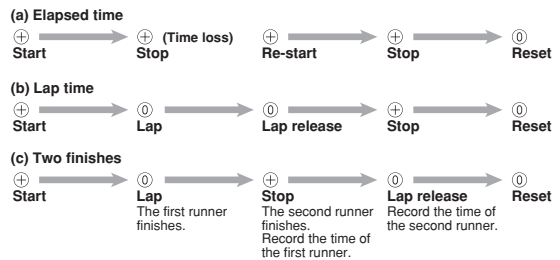 (a) Elapsed time
⊕ ⊕ (Time loss) ⊕ ⊕ ⓪
Start Stop Re-start Stop Reset
(b) Lap time
⊕ ⓪ ⓪ ⊕ ⓪
Start Lap Lap release Stop Reset
(c) Two finishes
⊕ ⓪ ⊕ ⓪ ⓪
Start Lap Stop Lap release Reset
The first runner The second runner Record the time of
finishes. finishes. the second runner.
Record the time of
the first runner.